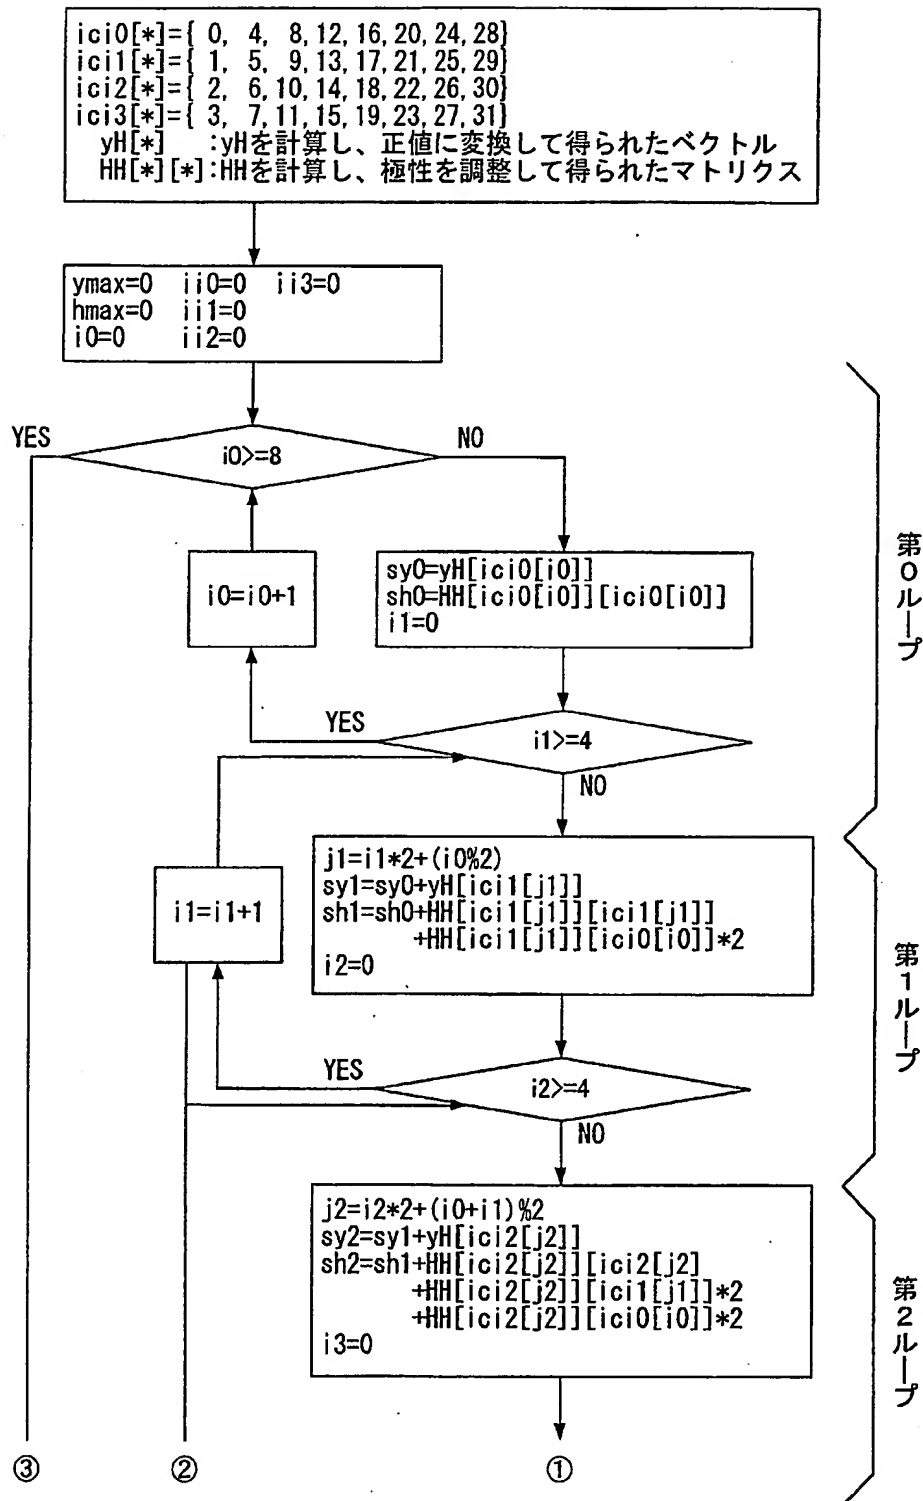 ici0[*]={ 0, 4, 8,12,16,20,24,28}
ici1[*]={ 1, 5, 9,13,17,21,25,29}
ici2[*]={ 2, 6,10,14,18,22,26,30}
ici3[*]={ 3, 7,11,15,19,23,27,31}
yH[*] :yHを計算し、正値に変換して得られたベクトル
HH[*][*]:HHを計算し、極性を調整して得られたマトリクス
ymax=0 ii0=0 ii3=0
hmax=0 ii1=0
i0=0 ii2=0
YES
i0>=8
NO
i0=i0+1
sy0=yH[ici0[i0]]
sh0=HH[ici0[i0]][ici0[i0]]
i1=0
第0ループ
YES
i1>=4
NO
i1=i1+1
j1=i1*2+(i0%2)
sy1=sy0+yH[ici1[j1]]
sh1=sh0+HH[ici1[j1]][ici1[j1]]
+HH[ici1[j1]][ici0[i0]]*2
i2=0
第1ループ
YES
i2>=4
NO
j2=i2*2+(i0+i1)%2
sy2=sy1+yH[ici2[j2]]
sh2=sh1+HH[ici2[j2]][ici2[j2]
+HH[ici2[j2]][ici1[j1]]*2
+HH[ici2[j2]][ici0[i0]]*2
i3=0
第2ループ
③
②
①